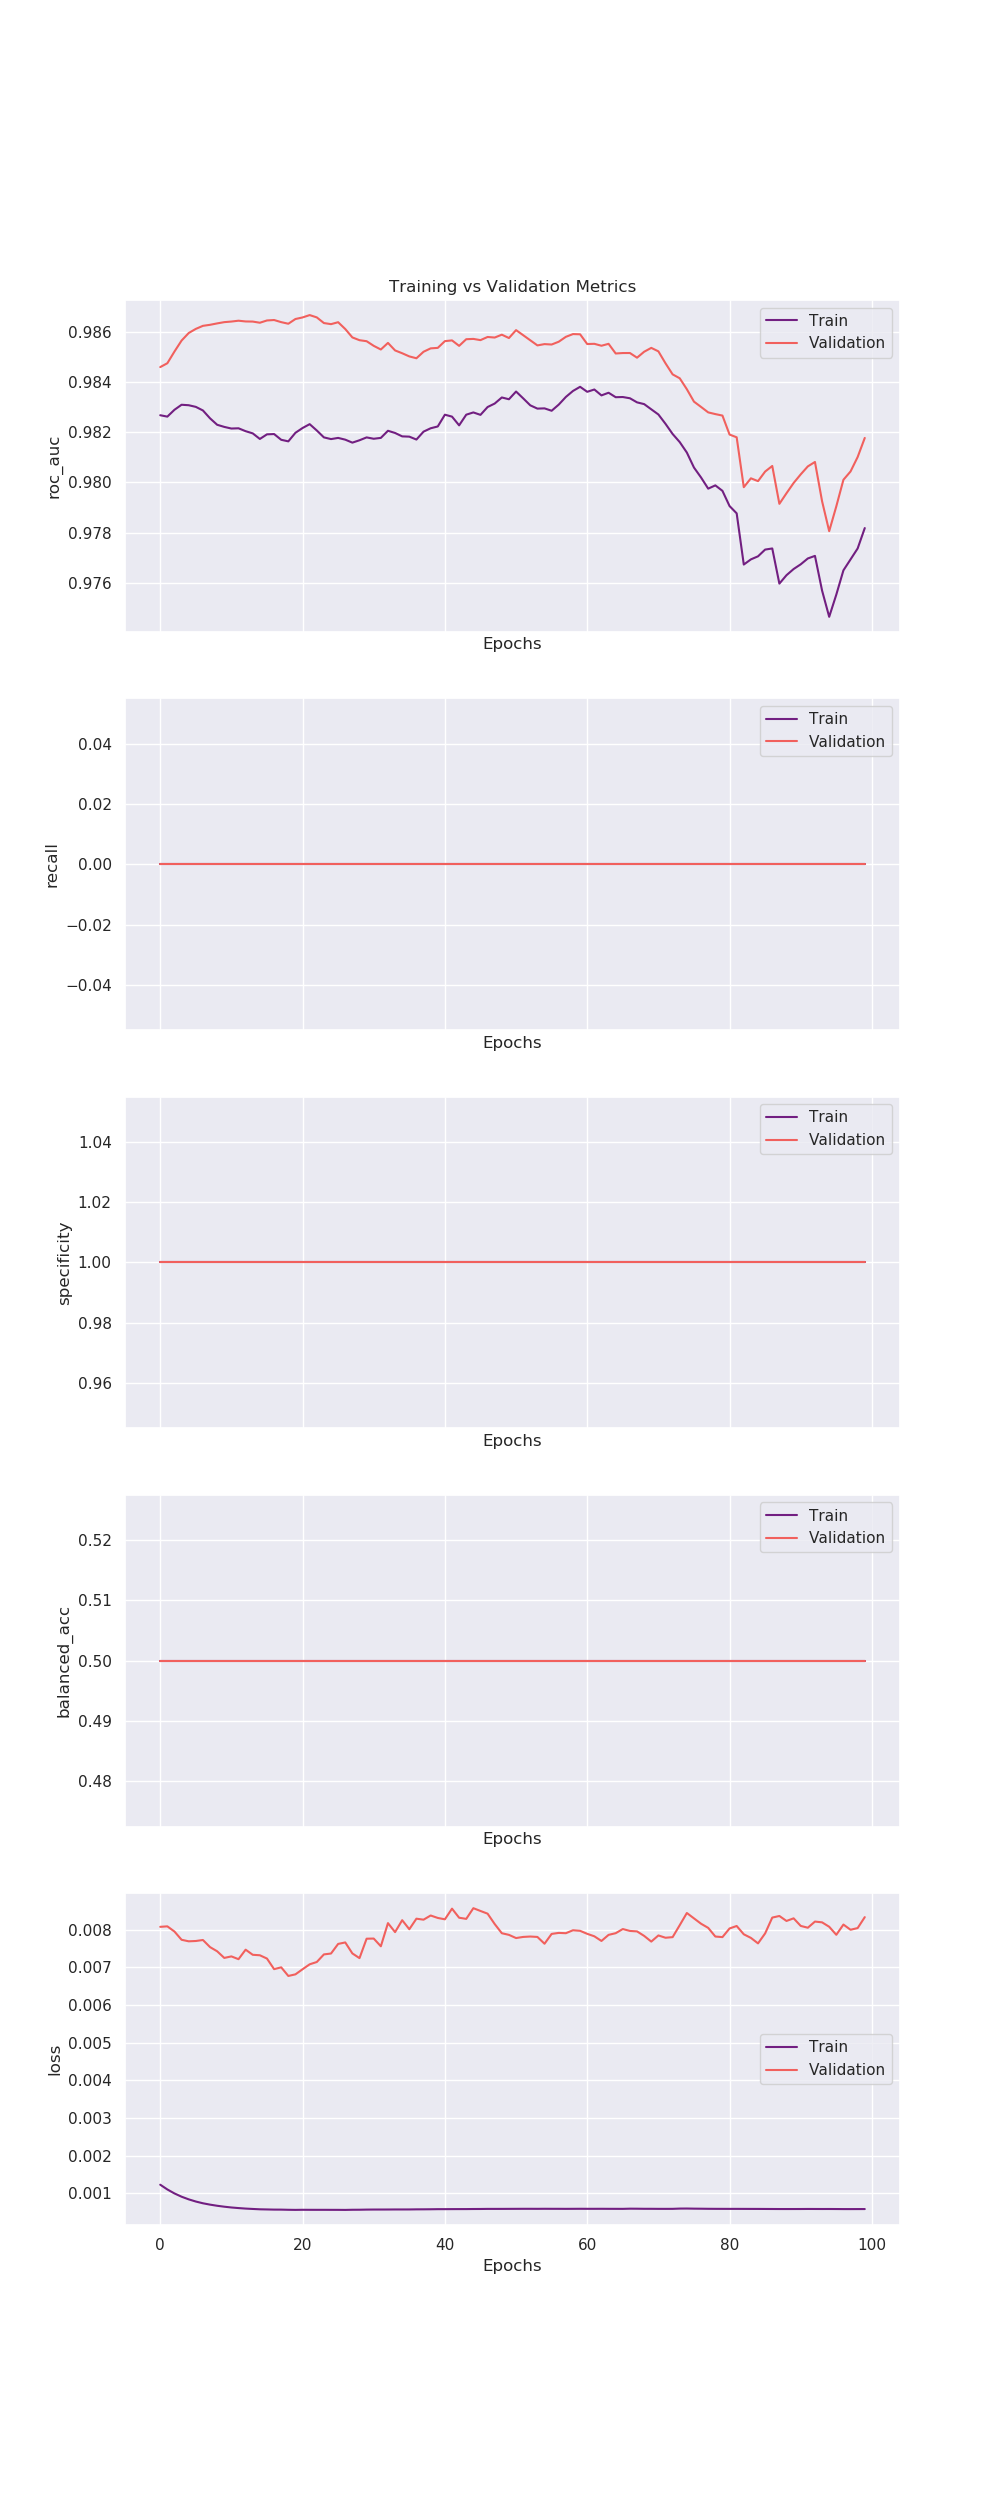 Training vs Validation Metrics
0.986
0.984
0.982
0.980
0.978
0.976
roc_auc
Train
Validation
Epochs
0.04
0.02
0.00
−0.02
−0.04
recall
Train
Validation
Epochs
1.04
1.02
1.00
0.98
0.96
specificity
Train
Validation
Epochs
0.52
0.51
0.50
0.49
0.48
balanced_acc
Train
Validation
Epochs
0.008
0.007
0.006
0.005
0.004
0.003
0.002
0.001
loss
Train
Validation
0 20 40 60 80 100
Epochs